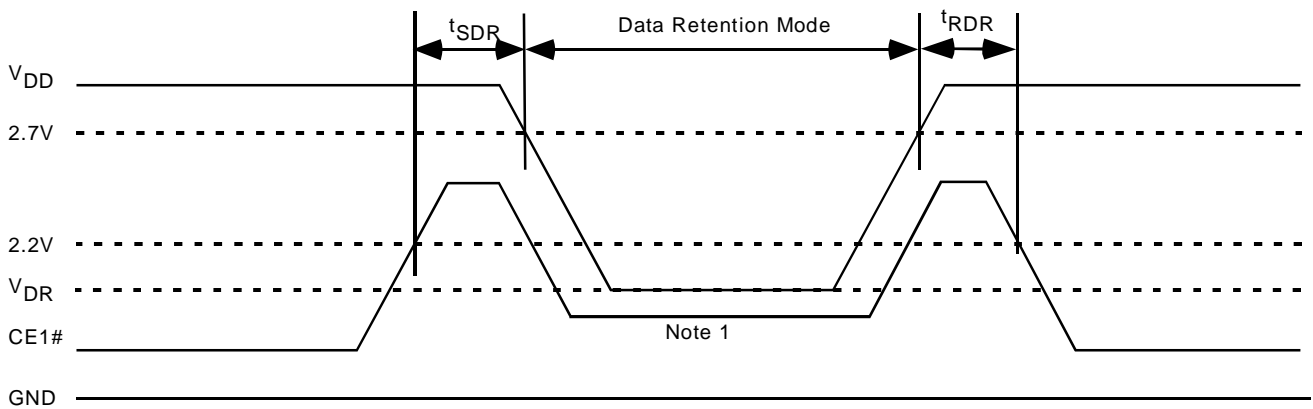 tSDR
Data Retention Mode
tRDR
VDD
2.7V
2.2V
VDR
CE1#
Note 1
GND